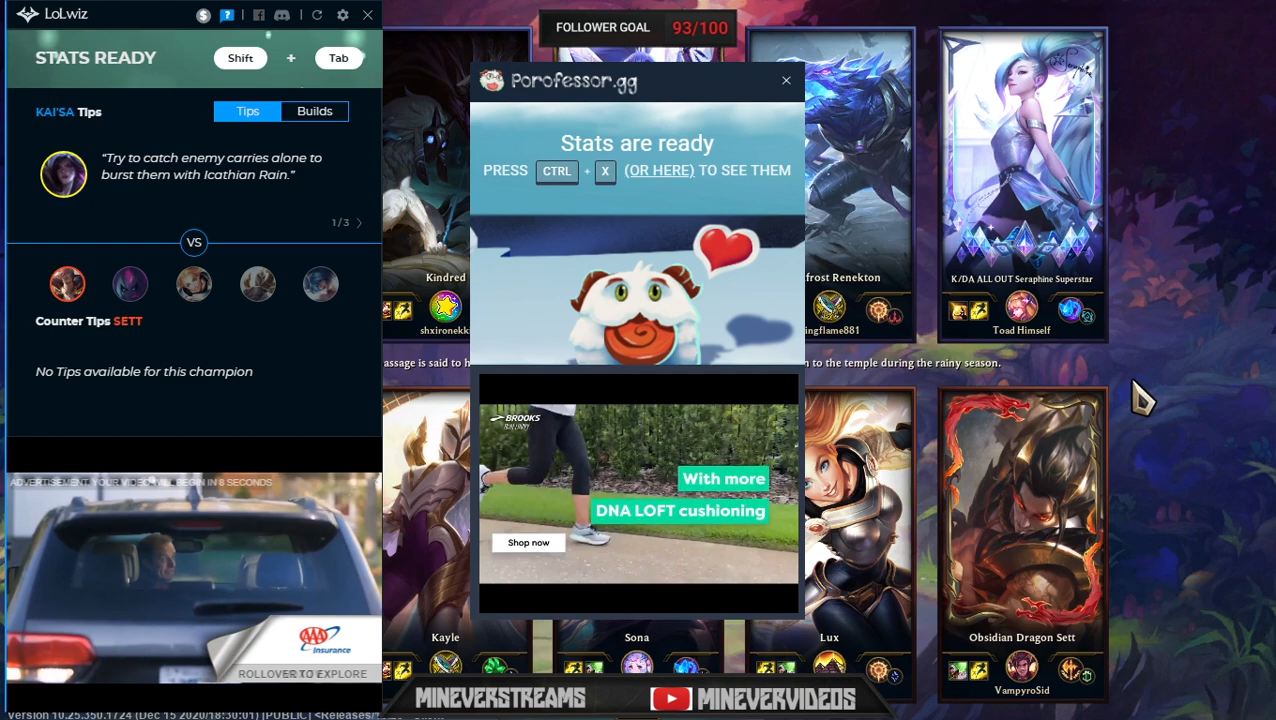 LoLwiz
STATS READY
Shift
+
Tab
KAI'SA Tips
Tips
Builds
“Try to catch enemy carries alone to
burst them with Icathian Rain.”
1 / 3
VS
Counter Tips SETT
No Tips available for this champion
ADVERTISEMENT: YOUR VIDEO WILL BEGIN IN 8 SECONDS
AAA
Insurance
ROLLOVER TO EXPLORE
Version 10.25.350.1724 (Dec 15 2020/18:30:01) [PUBLIC]
FOLLOWER GOAL 93/100
Porofessor.gg
Stats are ready
PRESS CTRL + X (OR HERE) TO SEE THEM
BROOKS
With more
DNA LOFT cushioning
Shop now
Kindred
shxironekk
frost Renekton
ingflame881
K/DA ALL OUT Seraphine Superstar
Toad Himself
assage is said to h
n to the temple during the rainy season.
Kayle
Sona
Lux
Obsidian Dragon Sett
VampyroSid
MINEVERSTREAMS
MINEVERVIDEOS